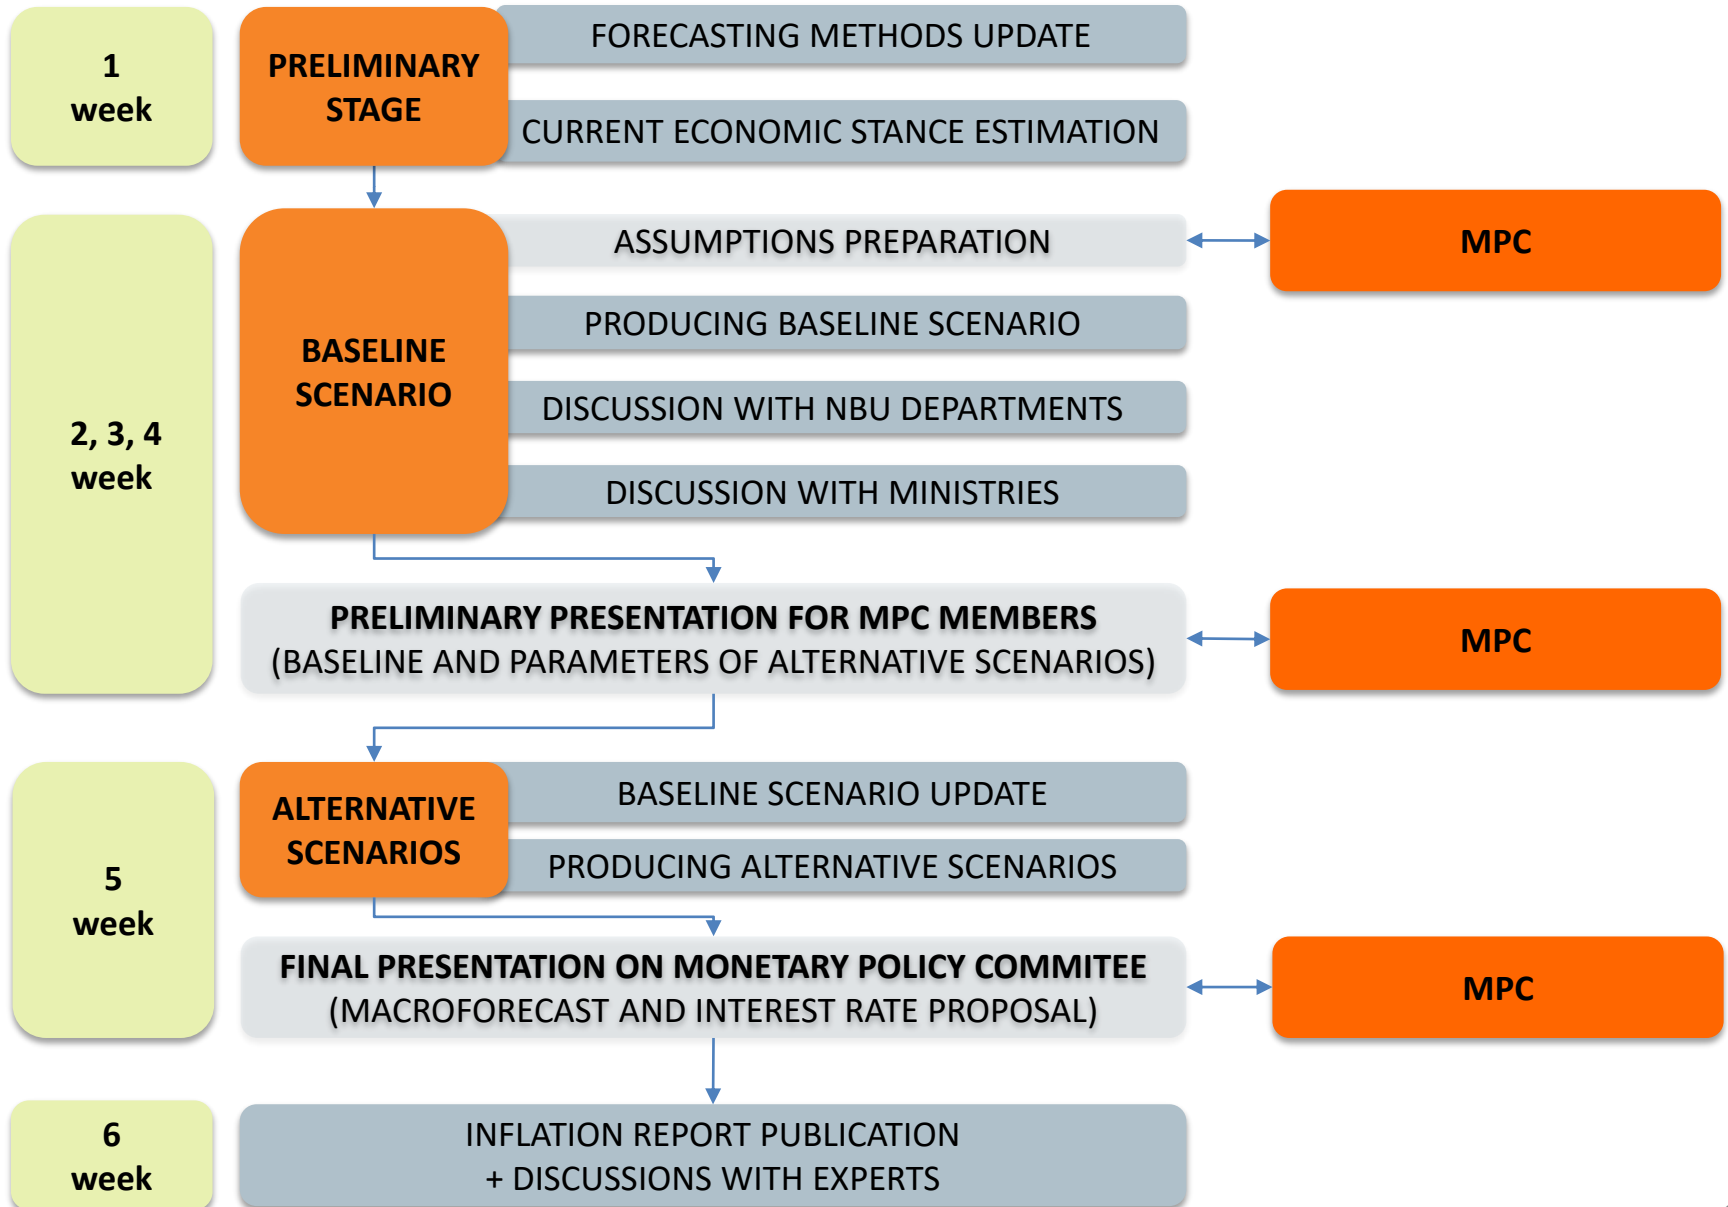 1
week
PRELIMINARY
STAGE
FORECASTING METHODS UPDATE
CURRENT ECONOMIC STANCE ESTIMATION
2, 3, 4
week
BASELINE
SCENARIO
ASSUMPTIONS PREPARATION
MPC
PRODUCING BASELINE SCENARIO
DISCUSSION WITH NBU DEPARTMENTS
DISCUSSION WITH MINISTRIES
PRELIMINARY PRESENTATION FOR MPC MEMBERS
(BASELINE AND PARAMETERS OF ALTERNATIVE SCENARIOS)
MPC
5
week
ALTERNATIVE
SCENARIOS
BASELINE SCENARIO UPDATE
PRODUCING ALTERNATIVE SCENARIOS
FINAL PRESENTATION ON MONETARY POLICY COMMITEE
(MACROFORECAST AND INTEREST RATE PROPOSAL)
MPC
6
week
INFLATION REPORT PUBLICATION
+ DISCUSSIONS WITH EXPERTS